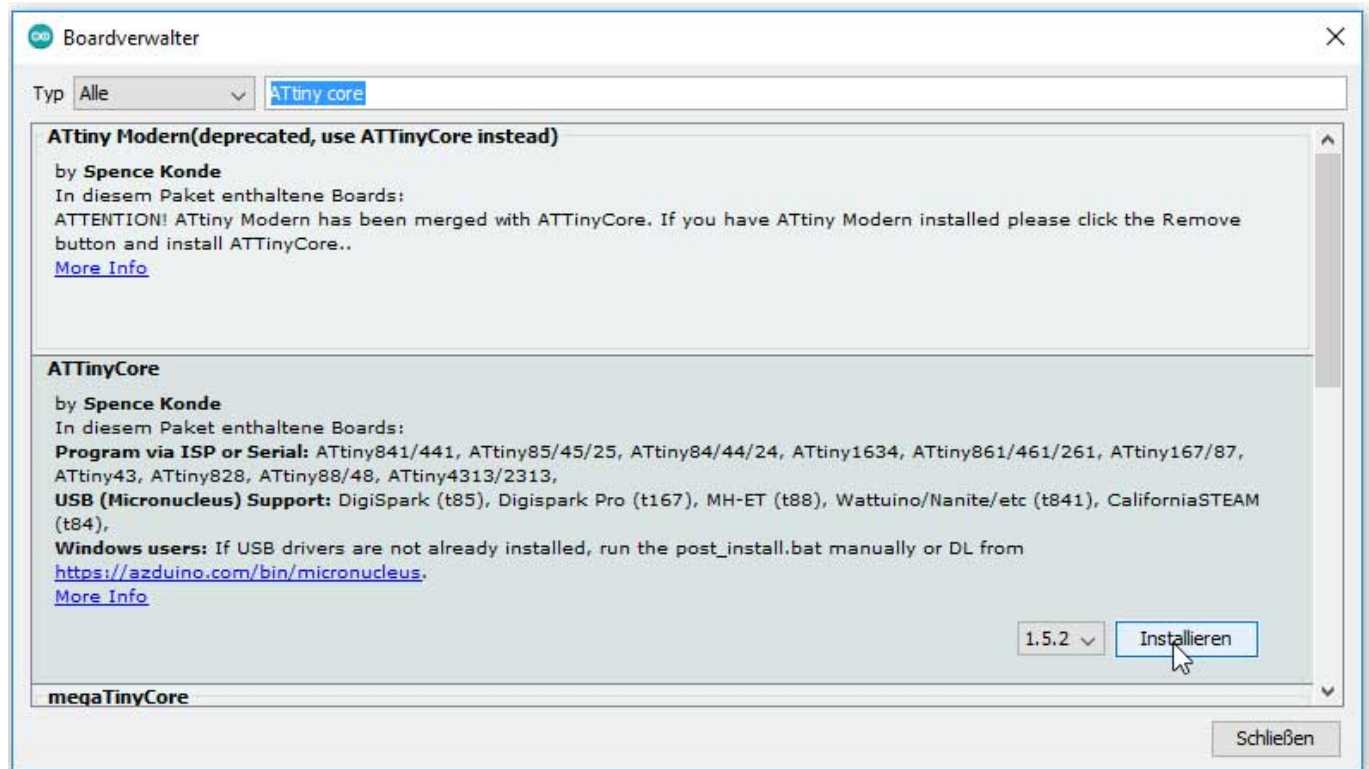 Boardverwalter
Typ Alle ATtiny core
ATtiny Modern(deprecated, use ATTinyCore instead)
by Spence Konde
In diesem Paket enthaltene Boards:
ATTENTION! ATtiny Modern has been merged with ATTinyCore. If you have ATtiny Modern installed please click the Remove
button and install ATTinyCore..
More Info
ATTinyCore
by Spence Konde
In diesem Paket enthaltene Boards:
Program via ISP or Serial: ATtiny841/441, ATtiny85/45/25, ATtiny84/44/24, ATtiny1634, ATtiny861/461/261, ATtiny167/87,
ATtiny43, ATtiny828, ATtiny88/48, ATtiny4313/2313,
USB (Micronucleus) Support: DigiSpark (t85), Digispark Pro (t167), MH-ET (t88), Wattuino/Nanite/etc (t841), CaliforniaSTEAM
(t84),
Windows users: If USB drivers are not already installed, run the post_install.bat manually or DL from
https://azduino.com/bin/micronucleus.
More Info
1.5.2 Installieren
megaTinyCore
Schließen